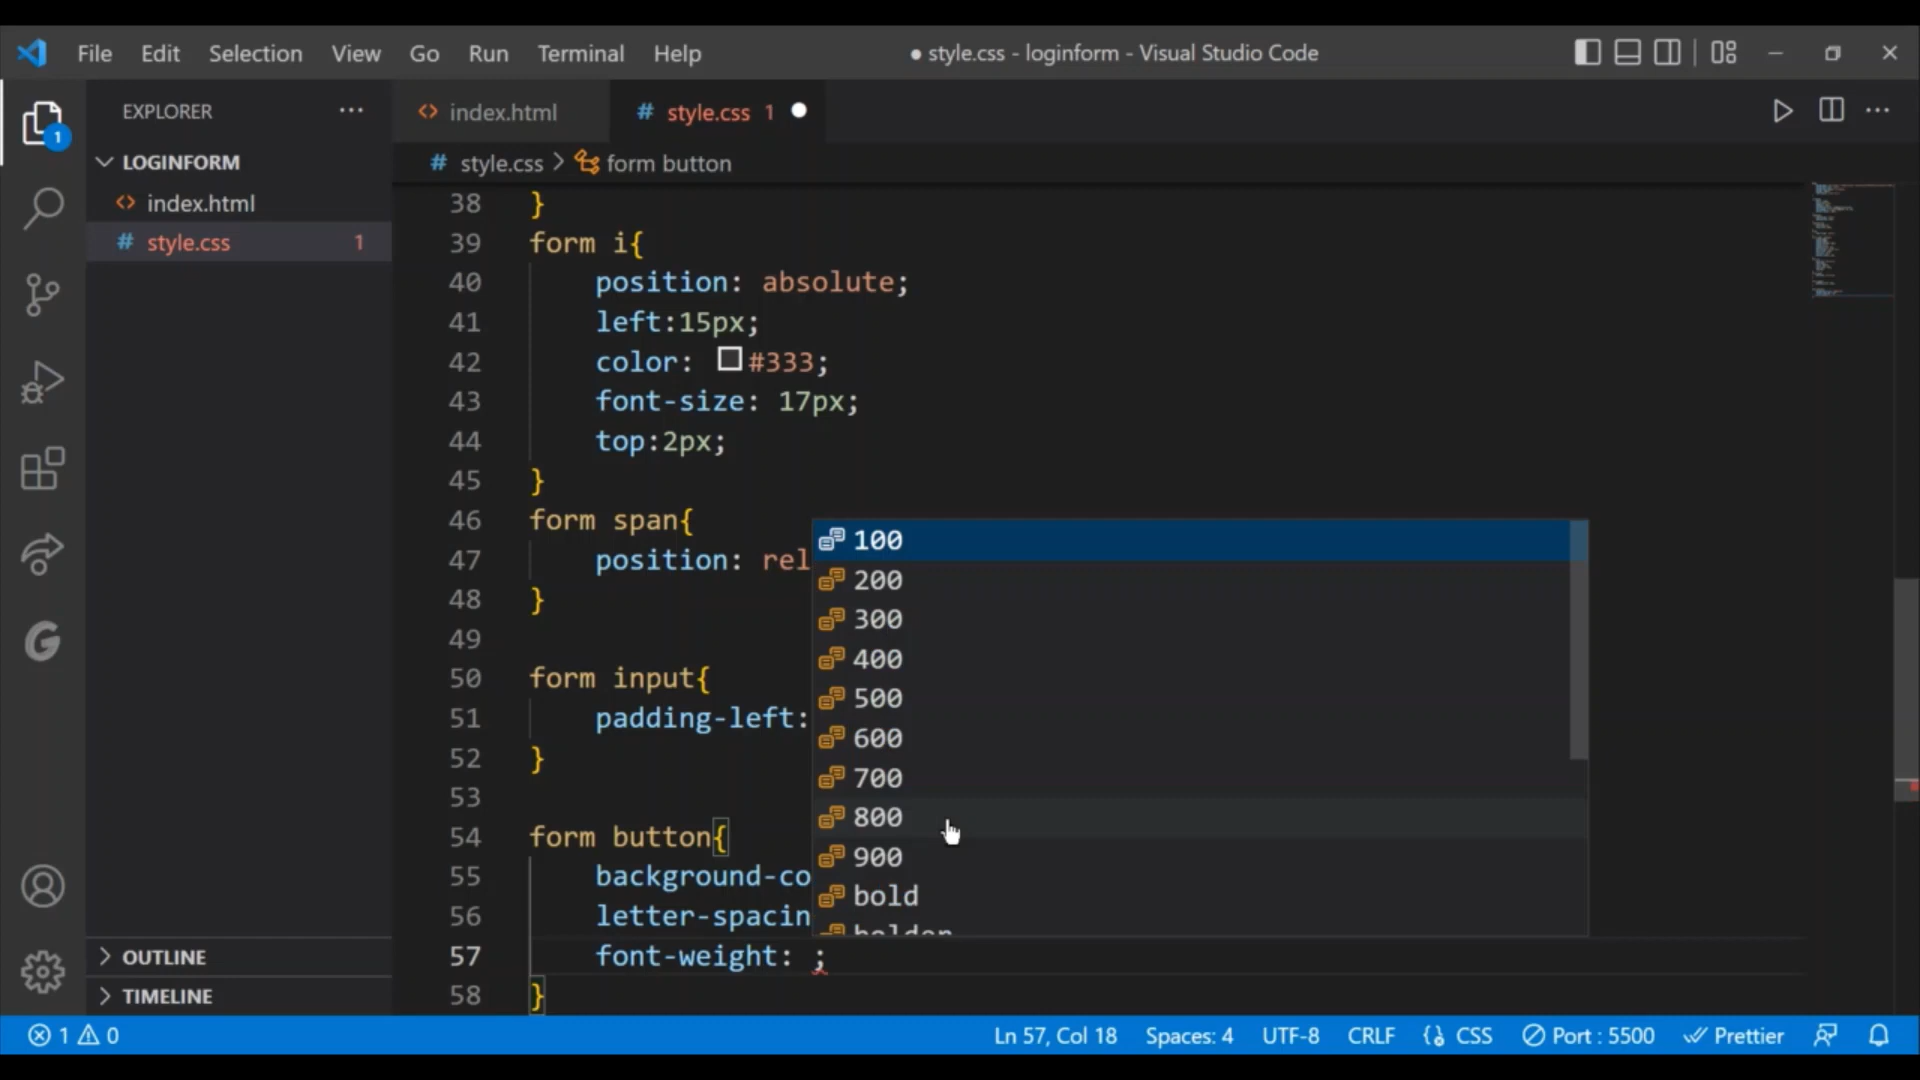 File Edit Selection View Go Run Terminal Help
● style.css - loginform - Visual Studio Code
EXPLORER
LOGINFORM
index.html
style.css 1
OUTLINE
TIMELINE
1
index.html
# style.css 1
# style.css > form button
38 }
39 form i{
40 position: absolute;
41 left:15px;
42 color: #333;
43 font-size: 17px;
44 top:2px;
45 }
46 form span{
47 position: rel
48 }
49
50 form input{
51 padding-left:
52 }
53
54 form button{
55 background-co
56 letter-spacin
57 font-weight: ;
58 }
100
200
300
400
500
600
700
800
900
bold
bolder
1 0
Ln 57, Col 18 Spaces: 4 UTF-8 CRLF {} CSS Port : 5500 Prettier